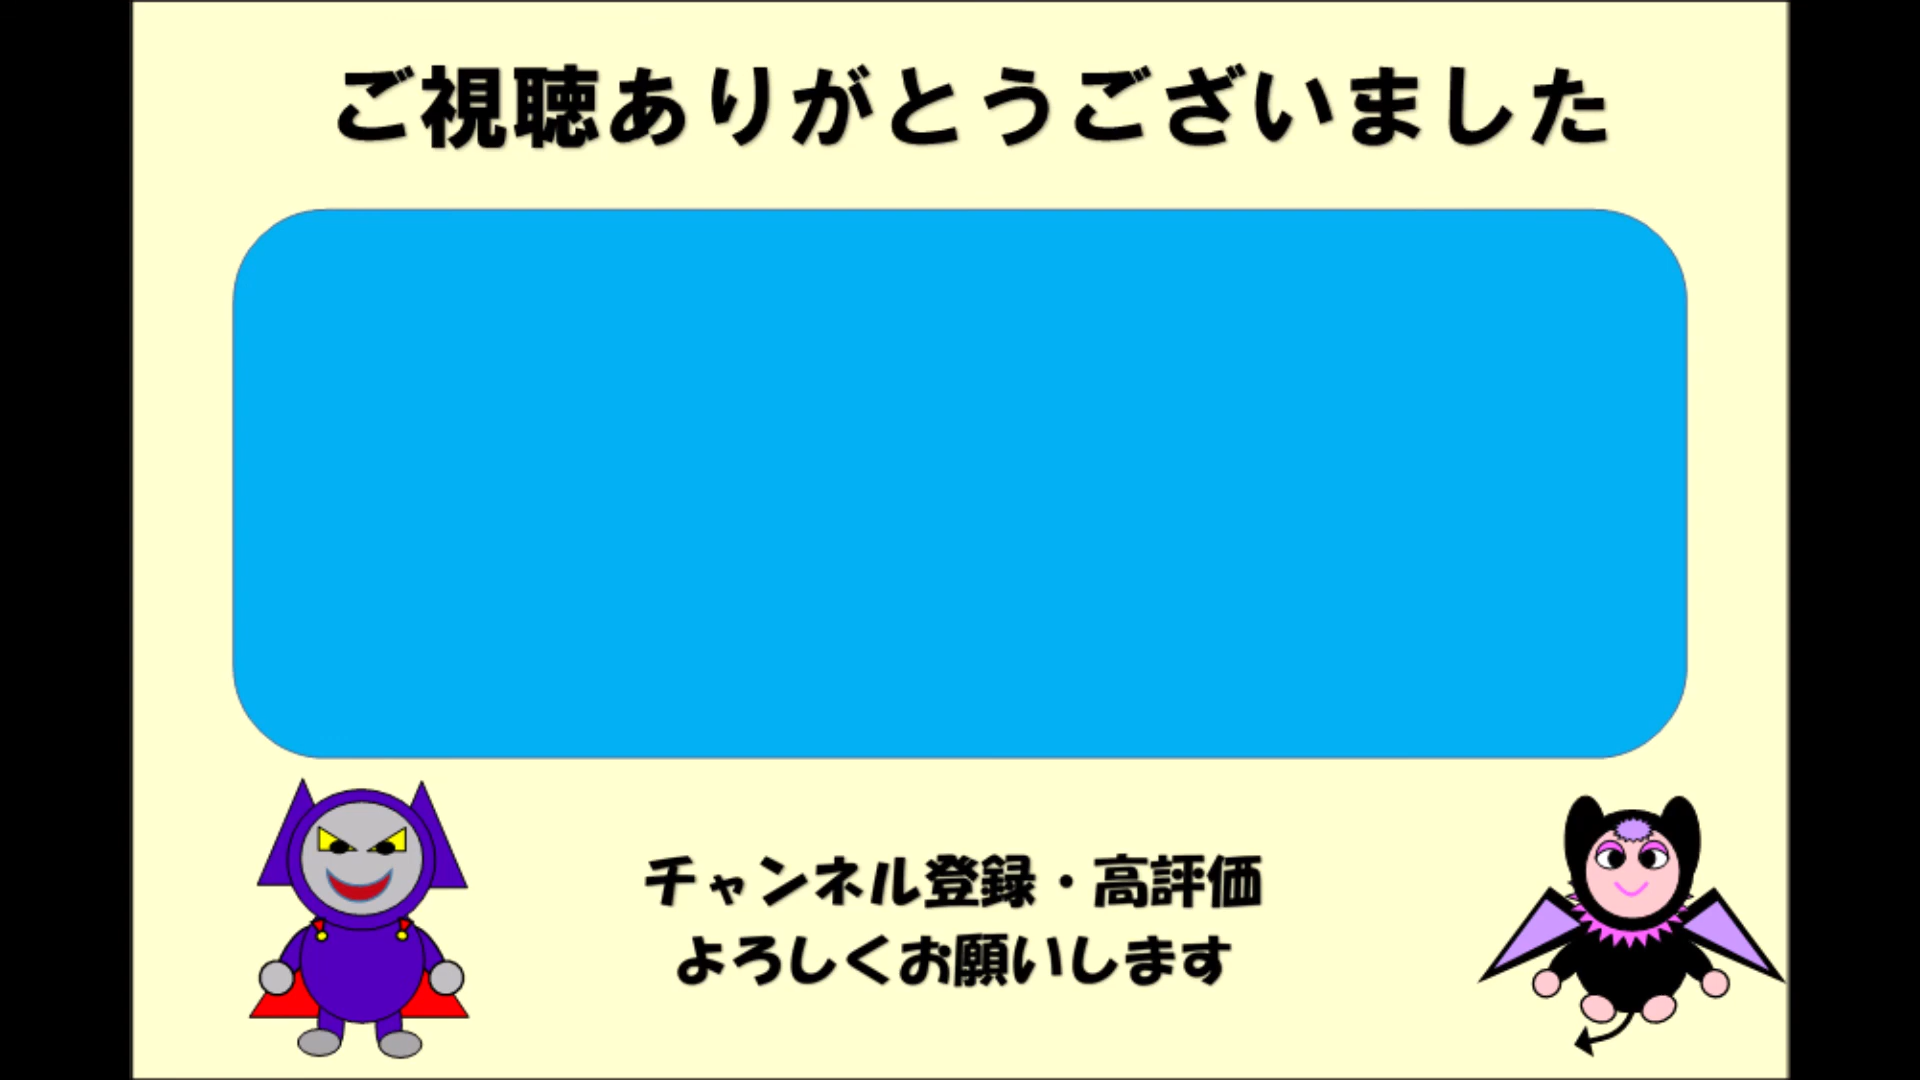 ご視聴ありがとうございました
チャンネル登録・高評価
よろしくお願いします